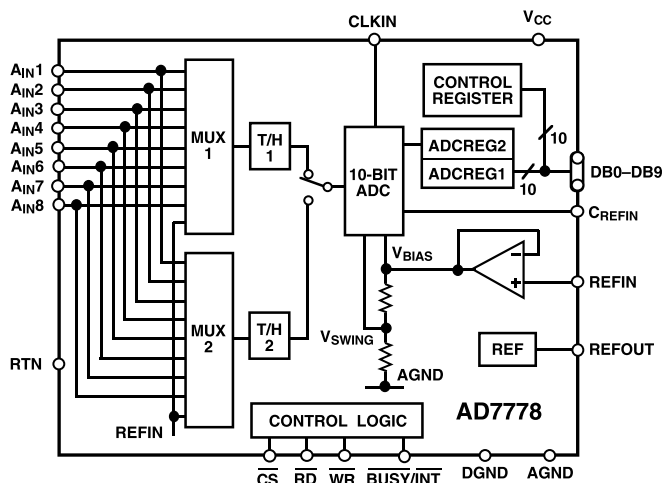 CLKIN
VCC
AIN1
AIN2
AIN3
AIN4
AIN5
AIN6
AIN7
AIN8
MUX
1
T/H
1
10-BIT
ADC
CONTROL
REGISTER
10
ADCREG2
ADCREG1
10
DB0–DB9
CREFIN
VBIAS
–
+
REFIN
MUX
2
T/H
2
VSWING
REF
REFOUT
RTN
AGND
REFIN
CONTROL LOGIC
AD7778
CS
RD
WR
BUSY/INT
DGND
AGND